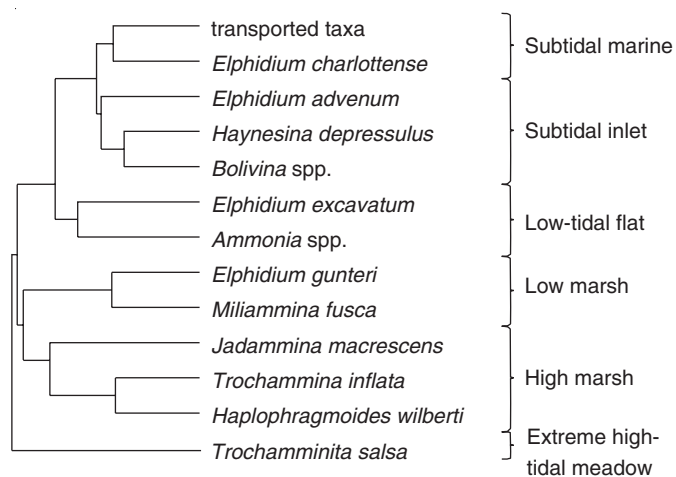 transported taxa
Elphidium charlottense
Subtidal marine
Elphidium advenum
Haynesina depressulus
Bolivina spp.
Subtidal inlet
Elphidium excavatum
Ammonia spp.
Low-tidal flat
Elphidium gunteri
Miliammina fusca
Low marsh
Jadammina macrescens
Trochammina inflata
Haplophragmoides wilberti
High marsh
Trochamminita salsa
Extreme high-
tidal meadow